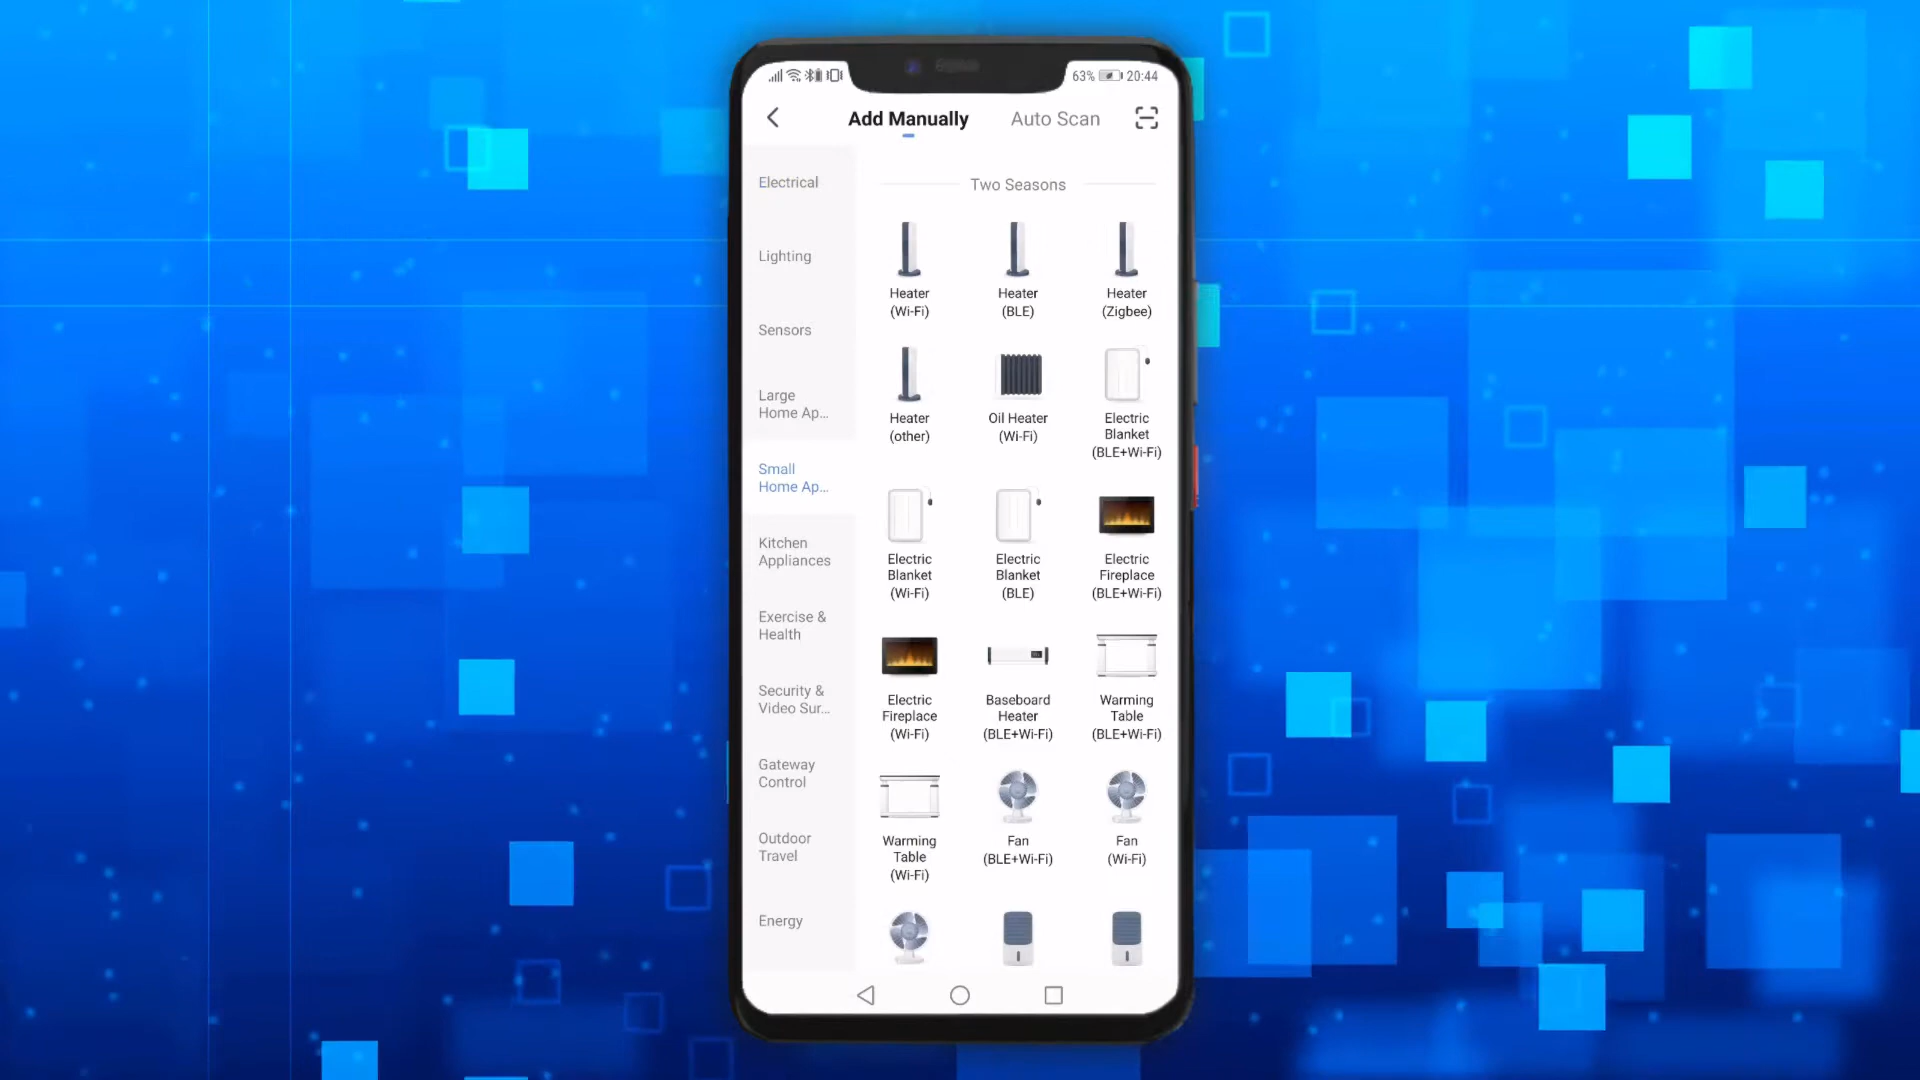 63% 20:44
Add Manually
Auto Scan
Electrical
Lighting
Sensors
Large
Home Ap...
Small
Home Ap...
Kitchen
Appliances
Exercise &
Health
Security &
Video Sur...
Gateway
Control
Outdoor
Travel
Energy
Two Seasons
Heater
(Wi-Fi)
Heater
(BLE)
Heater
(Zigbee)
Heater
(other)
Oil Heater
(Wi-Fi)
Electric
Blanket
(BLE+Wi-Fi)
Electric
Blanket
(Wi-Fi)
Electric
Blanket
(BLE)
Electric
Fireplace
(BLE+Wi-Fi)
Electric
Fireplace
(Wi-Fi)
Baseboard
Heater
(BLE+Wi-Fi)
Warming
Table
(BLE+Wi-Fi)
Warming
Table
(Wi-Fi)
Fan
(BLE+Wi-Fi)
Fan
(Wi-Fi)